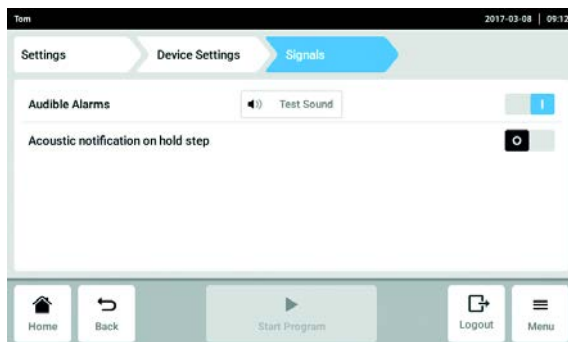 Tom 2017-03-08 | 09:12
Settings Device Settings Signals
Audible Alarms Test Sound
Acoustic notification on hold step
Home Back Start Program Logout Menu